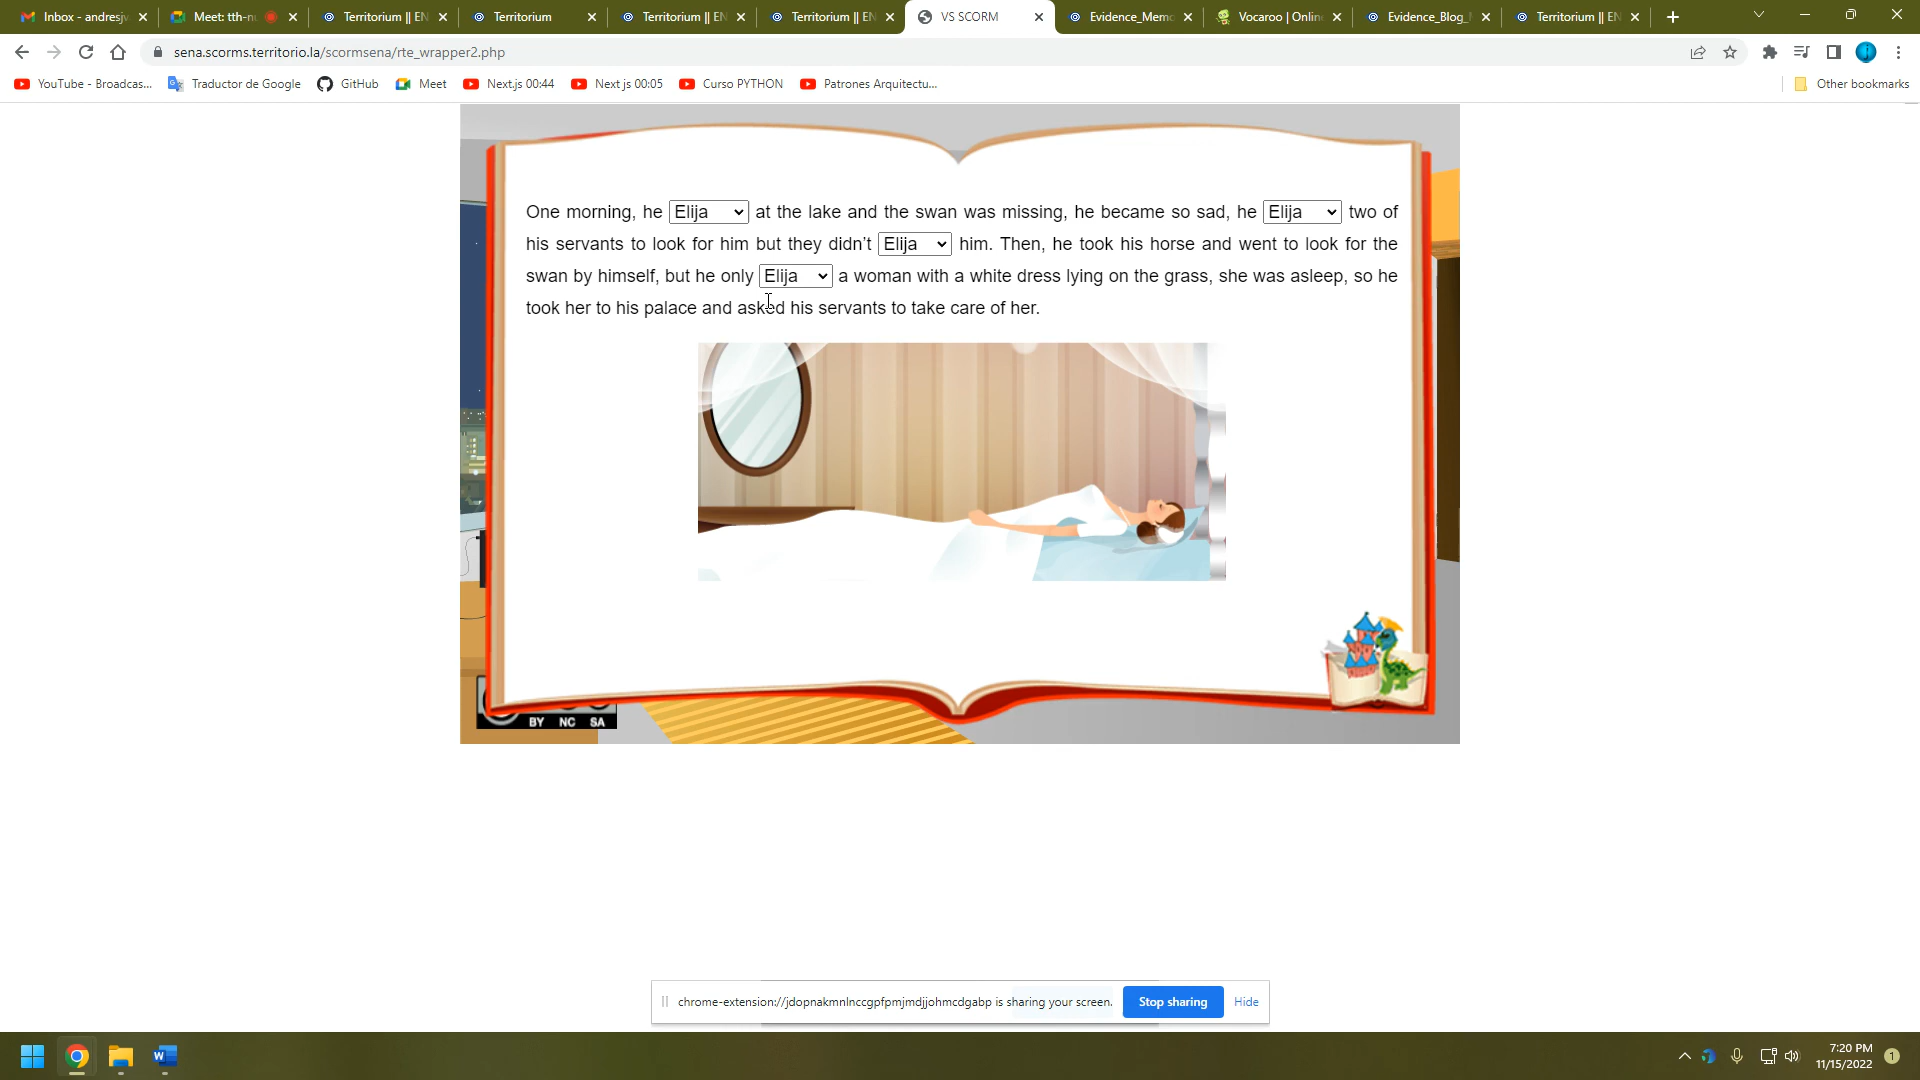 Inbox - andresjv
Meet: tth-nu
Territorium || EN
Territorium
Territorium || EN
Territorium || EN
VS SCORM
Evidence_Memo
Vocaroo | Onlin
Evidence_Blog_
Territorium || EN
sena.scorms.territorio.la/scormsena/rte_wrapper2.php
YouTube - Broadcas...
Traductor de Google
GitHub
Meet
Next.js 00:44
Next js 00:05
Curso PYTHON
Patrones Arquitectu...
Other bookmarks
One morning, he Elija at the lake and the swan was missing, he became so sad, he Elija two of
his servants to look for him but they didn't Elija him. Then, he took his horse and went to look for the
swan by himself, but he only Elija a woman with a white dress lying on the grass, she was asleep, so he
took her to his palace and asked his servants to take care of her.
BY NC SA
chrome-extension://jdopnakmnlnccgpfpmjmdjjohmcdgabp is sharing your screen.
Stop sharing
Hide
7:20 PM
11/15/2022
1